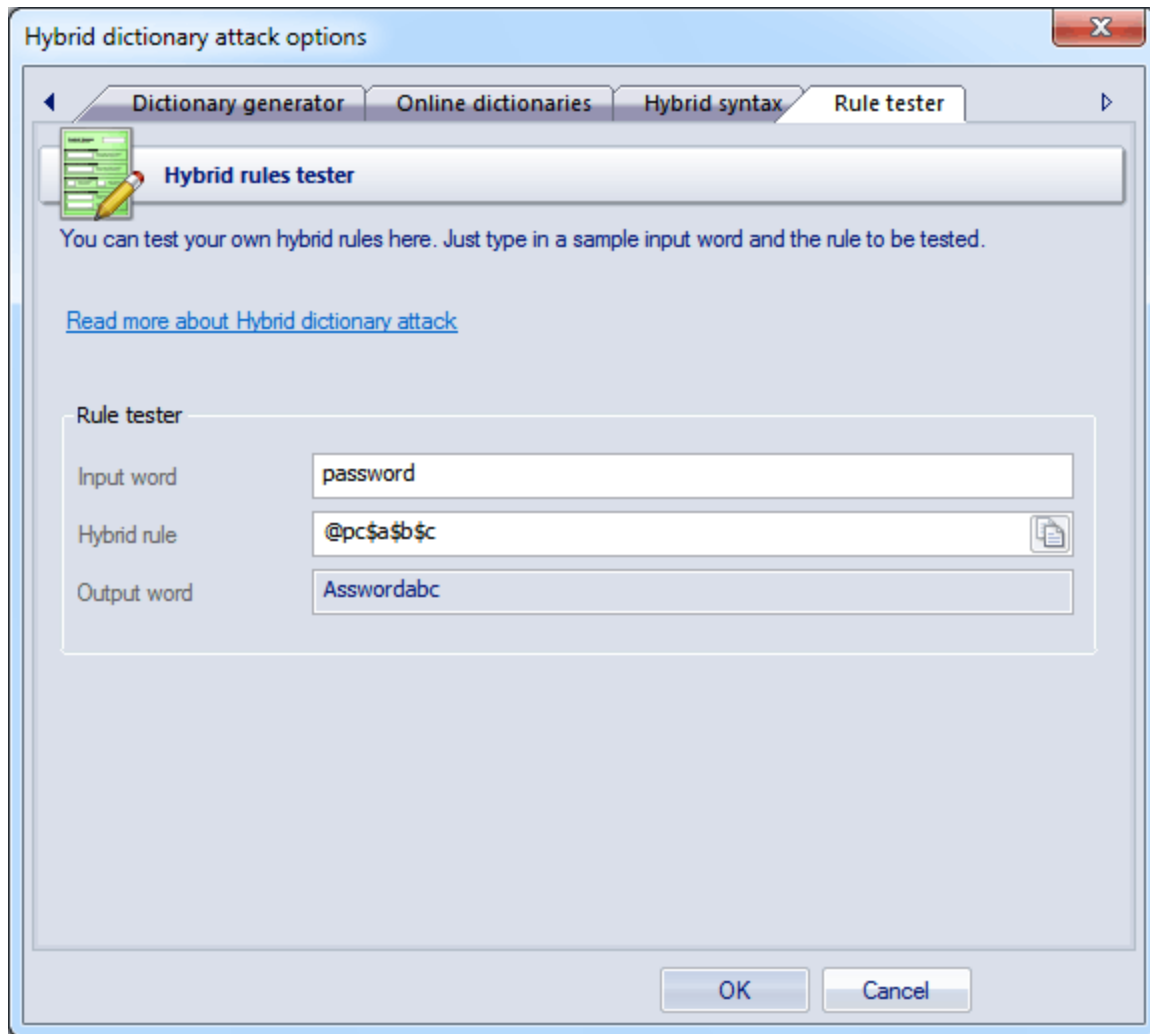 Hybrid dictionary attack options
Dictionary generator Online dictionaries Hybrid syntax Rule tester
Hybrid rules tester
You can test your own hybrid rules here. Just type in a sample input word and the rule to be tested.
Read more about Hybrid dictionary attack
Rule tester
Input word password
Hybrid rule @pc$a$b$c
Output word Asswordabc
OK Cancel